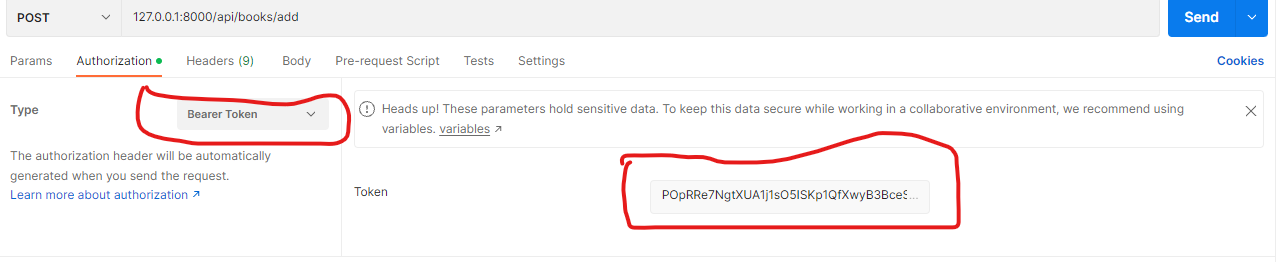 POST 127.0.0.1:8000/api/books/add Send
Params Authorization Headers (9) Body Pre-request Script Tests Settings Cookies
Type Bearer Token
Heads up! These parameters hold sensitive data. To keep this data secure while working in a collaborative environment, we recommend using
variables. variables ↗
The authorization header will be automatically
generated when you send the request.
Learn more about authorization ↗
Token POpRRe7NgtXUA1j1sO5ISKp1QfXwyB3BceS...